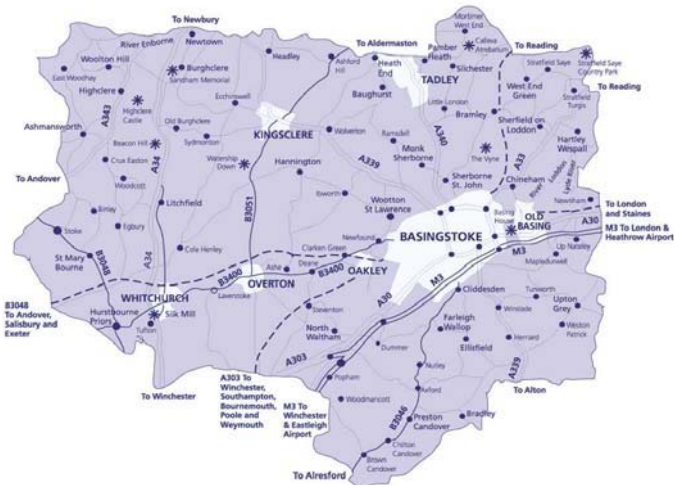 To Newbury
Mortimer
West End
River Enborne
Newtown
To Aldermaston
Calleva
Atrebatum
To Reading
Woolton Hill
Headley
Ashford
Hill
Heath
End
Pamber
Heath
Silchester
Stratfield Saye
Stratfield Saye
Country Park
East Woodhay
Burghclere
Sandham Memorial
TADLEY
West End
Green
To Reading
Highclere
Ecchinswell
Baughurst
Little London
Stratfield
Turgis
A343
Highclere
Castle
KINGSCLERE
Bramley
Sherfield on
Loddon
Ashmansworth
Old Burghclere
Wolverton
Ramsdell
A340
Hartley
Wespall
Beacon Hill
Sydmonton
Monk
Sherborne
The Vyne
A33
Crux Easton
A34
Watership
Down
Hannington
A339
Sherborne
St. John
Chineham
River Loddon
Lyde River
To Andover
Woodcott
Ibworth
To London
and Staines
Litchfield
B3051
Wootton
St Lawrence
Basing
House
OLD
BASING
Newnham
A30
Binley
Stoke
Egbury
Newfound
BASINGSTOKE
M3 To London &
Heathrow Airport
St Mary
Bourne
B3048
A34
Cole Henley
Clarken Green
M3
Up Nately
Mapledurwell
B3400
Ashe
Deane
B3400
OAKLEY
B3048
To Andover,
Salisbury and
Exeter
WHITCHURCH
Laverstoke
OVERTON
A30
M3
Cliddesden
Tunworth
Upton
Grey
Hurstbourne
Priors
Silk Mill
Tufton
Steventon
Farleigh
Wallop
Winslade
Weston
Patrick
North
Waltham
Dummer
Ellisfield
Herriard
A339
A303
Nutley
To Winchester
A303 To
Winchester,
Southampton,
Bournemouth,
Poole and
Weymouth
M3 To
Winchester
& Eastleigh
Airport
Popham
Axford
To Alton
Woodmancott
B3046
Preston
Candover
Bradley
Chilton
Candover
Brown
Candover
To Alresford